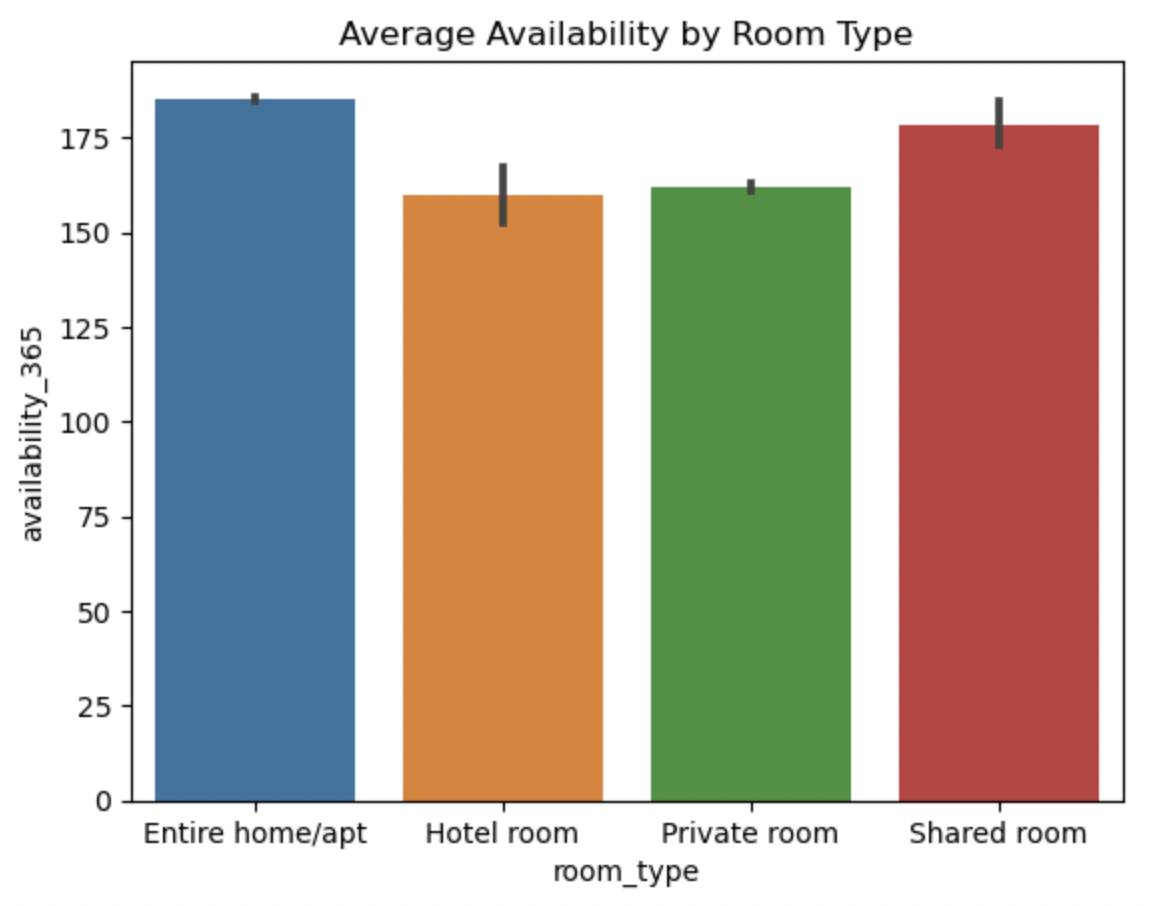 Average Availability by Room Type
availability_365
175
150
125
100
75
50
25
0
Entire home/apt Hotel room Private room Shared room
room_type